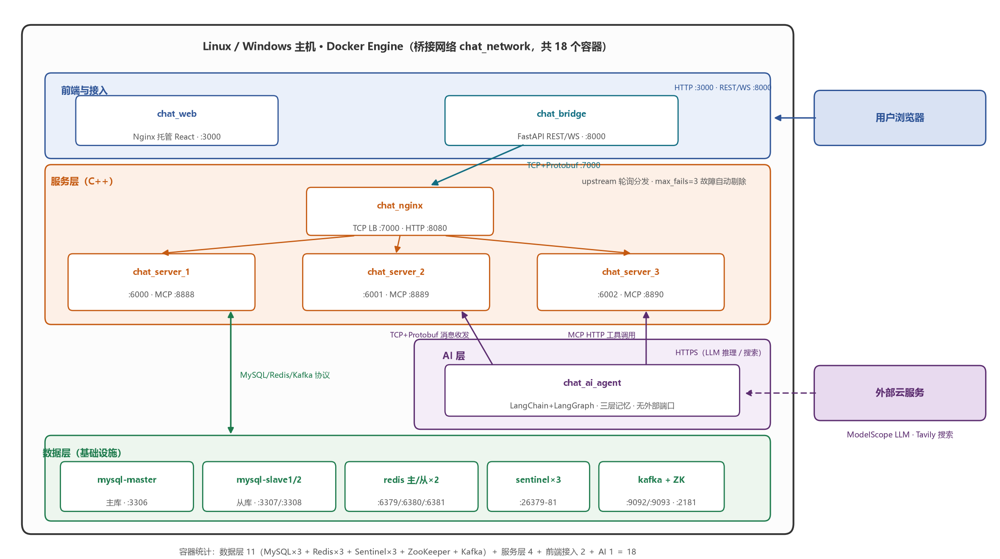 Linux / Windows 主机 • Docker Engine（桥接网络 chat_network，共 18 个容器）
前端与接入
HTTP :3000 · REST/WS :8000
chat_web
Nginx 托管 React · :3000
chat_bridge
FastAPI REST/WS · :8000
用户浏览器
TCP+Protobuf :7000
服务层（C++）
upstream 轮询分发 · max_fails=3 故障自动剔除
chat_nginx
TCP LB :7000 · HTTP :8080
chat_server_1
:6000 · MCP :8888
chat_server_2
:6001 · MCP :8889
chat_server_3
:6002 · MCP :8890
TCP+Protobuf 消息收发
MCP HTTP 工具调用
AI 层
HTTPS（LLM 推理 / 搜索）
MySQL/Redis/Kafka 协议
chat_ai_agent
LangChain+LangGraph · 三层记忆 · 无外部端口
外部云服务
ModelScope LLM · Tavily 搜索
数据层（基础设施）
mysql-master
主库 · :3306
mysql-slave1/2
从库 · :3307/:3308
redis 主/从×2
:6379/:6380/:6381
sentinel×3
:26379-81
kafka + ZK
:9092/:9093 · :2181
容器统计：数据层 11（MySQL×3 + Redis×3 + Sentinel×3 + ZooKeeper + Kafka） + 服务层 4 + 前端接入 2 + AI 1 = 18